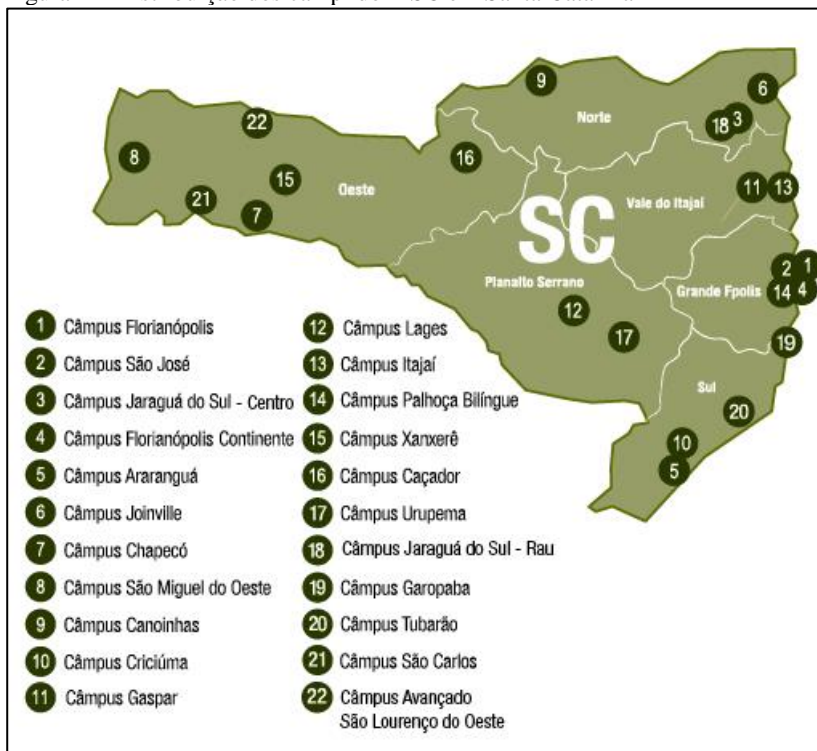 9
6
Norte
3
18
22
8
16
15
Oeste
11
13
21
Vale do Itajaí
7
SC
2
1
Planalto Serrano
Grande Fpolis
14
4
12
17
19
Sul
20
10
5
1 Câmpus Florianópolis
2 Câmpus São José
3 Câmpus Jaraguá do Sul - Centro
4 Câmpus Florianópolis Continente
5 Câmpus Araranguá
6 Câmpus Joinville
7 Câmpus Chapecó
8 Câmpus São Miguel do Oeste
9 Câmpus Canoinhas
10 Câmpus Criciúma
11 Câmpus Gaspar
12 Câmpus Lages
13 Câmpus Itajaí
14 Câmpus Palhoça Bilíngue
15 Câmpus Xanxerê
16 Câmpus Caçador
17 Câmpus Urupema
18 Câmpus Jaraguá do Sul - Rau
19 Câmpus Garopaba
20 Câmpus Tubarão
21 Câmpus São Carlos
22 Câmpus Avançado
São Lourenço do Oeste